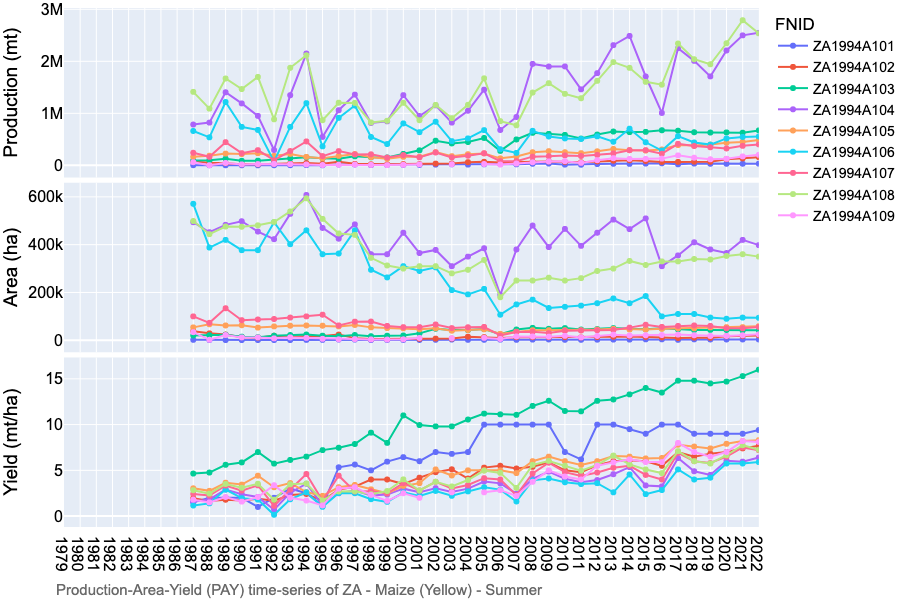 FNID
ZA1994A101
ZA1994A102
ZA1994A103
ZA1994A104
ZA1994A105
ZA1994A106
ZA1994A107
ZA1994A108
ZA1994A109
Production (mt)
3M
2M
1M
0
Area (ha)
600k
400k
200k
0
Yield (mt/ha)
15
10
5
0
1979 1980 1981 1982 1983 1984 1985 1986 1987 1988 1989 1990 1991 1992 1993 1994 1995 1996 1997 1998 1999 2000 2001 2002 2003 2004 2005 2006 2007 2008 2009 2010 2011 2012 2013 2014 2015 2016 2017 2018 2019 2020 2021 2022
Production-Area-Yield (PAY) time-series of ZA - Maize (Yellow) - Summer